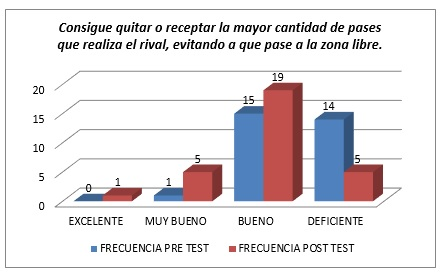 Consigue quitar o receptar la mayor cantidad de pases
que realiza el rival, evitando a que pase a la zona libre.
20
15
10
5
0
0
1
1
5
15
19
14
5
EXCELENTE
MUY BUENO
BUENO
DEFICIENTE
FRECUENCIA PRE TEST
FRECUENCIA POST TEST